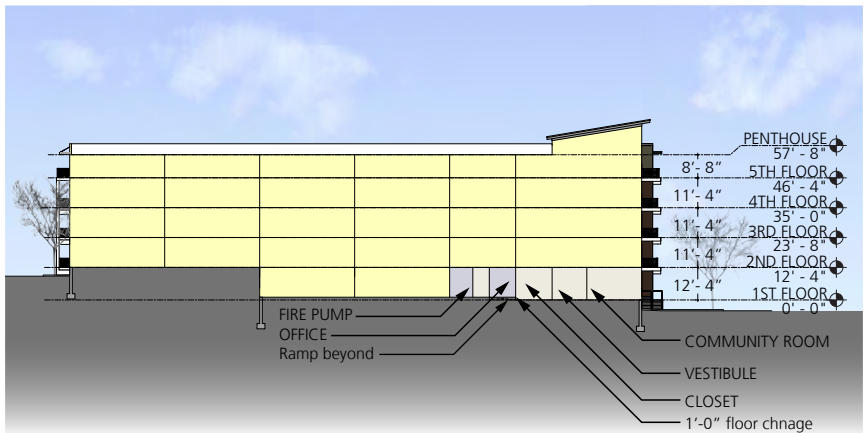 PENTHOUSE
57' - 8"
8'- 8”
5TH FLOOR
46' - 4"
11'- 4”
4TH FLOOR
35' - 0"
11'- 4”
3RD FLOOR
23' - 8"
11'- 4”
2ND FLOOR
12' - 4"
12'- 4”
1ST FLOOR
0' - 0"
FIRE PUMP
OFFICE
Ramp beyond
COMMUNITY ROOM
VESTIBULE
CLOSET
1’-0” floor chnage